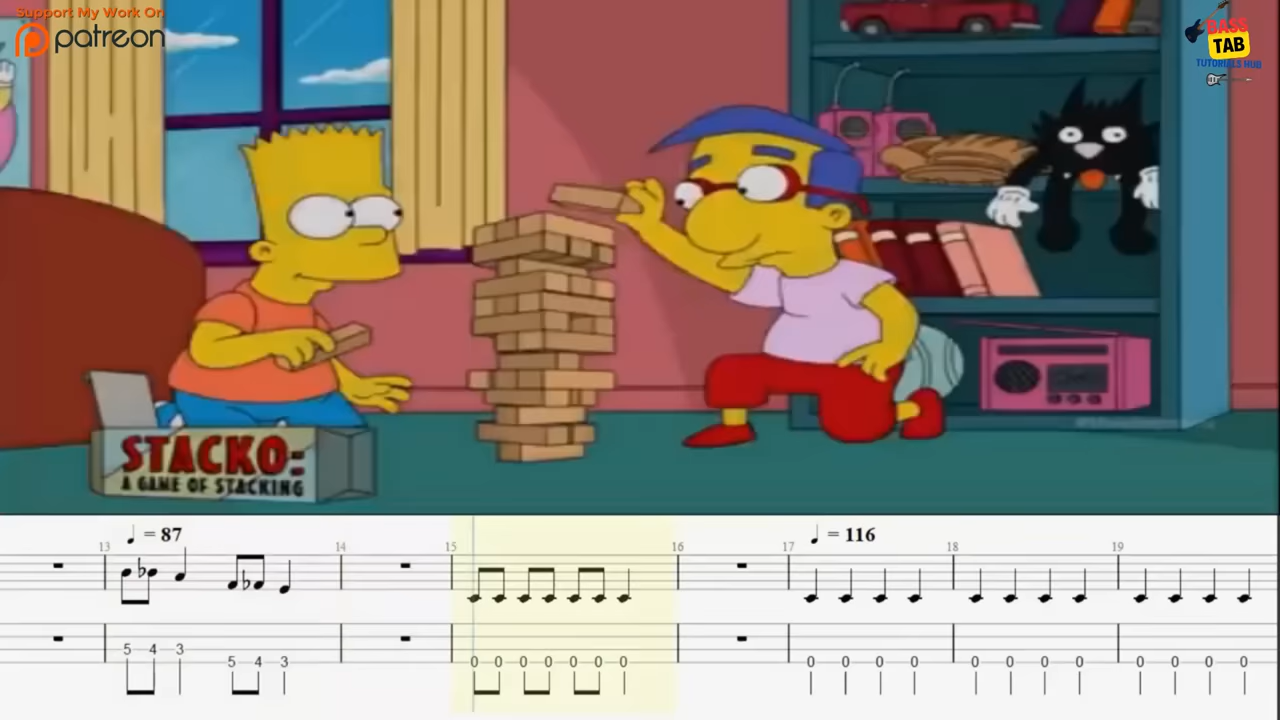 Support My Work On
patreon
BASS
TAB
TUTORIALS HUB
STACKO:
A GAME OF STACKING
= 87
= 116
13 14 15 16 17 18 19
5 4 3 5 4 3 0 0 0 0 0 0 0 0 0 0 0 0 0 0 0 0 0 0 0